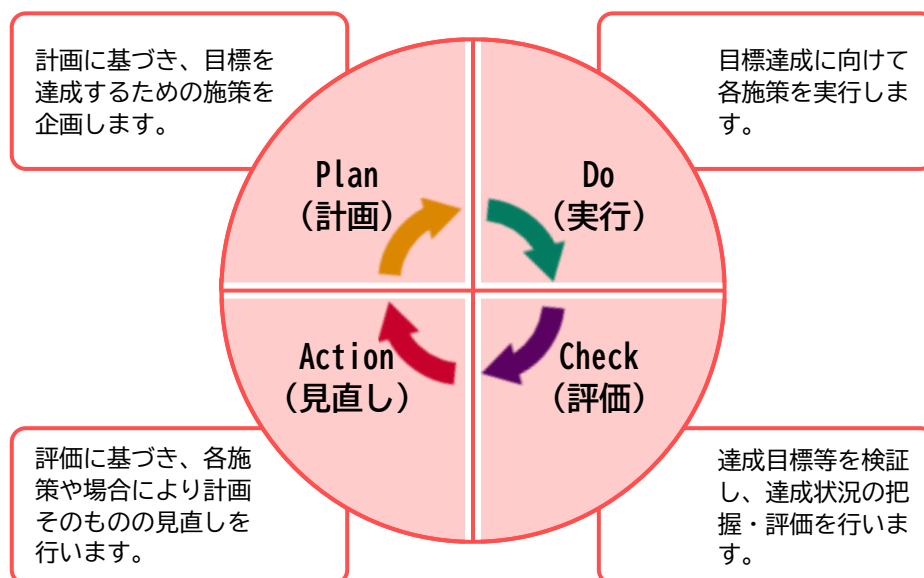 計画に基づき、目標を
達成するための施策を
企画します。
目標達成に向けて
各施策を実行しま
す。
Plan
（計画）
Do
（実行）
Action
（見直し）
Check
（評価）
評価に基づき、各施
策や場合により計画
そのものの見直しを
行います。
達成目標等を検証
し、達成状況の把
握・評価を行いま
す。